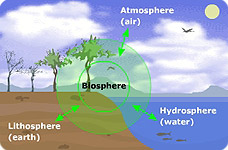 Atmosphere
(air)
Biosphere
Hydrosphere
(water)
Lithosphere
(earth)